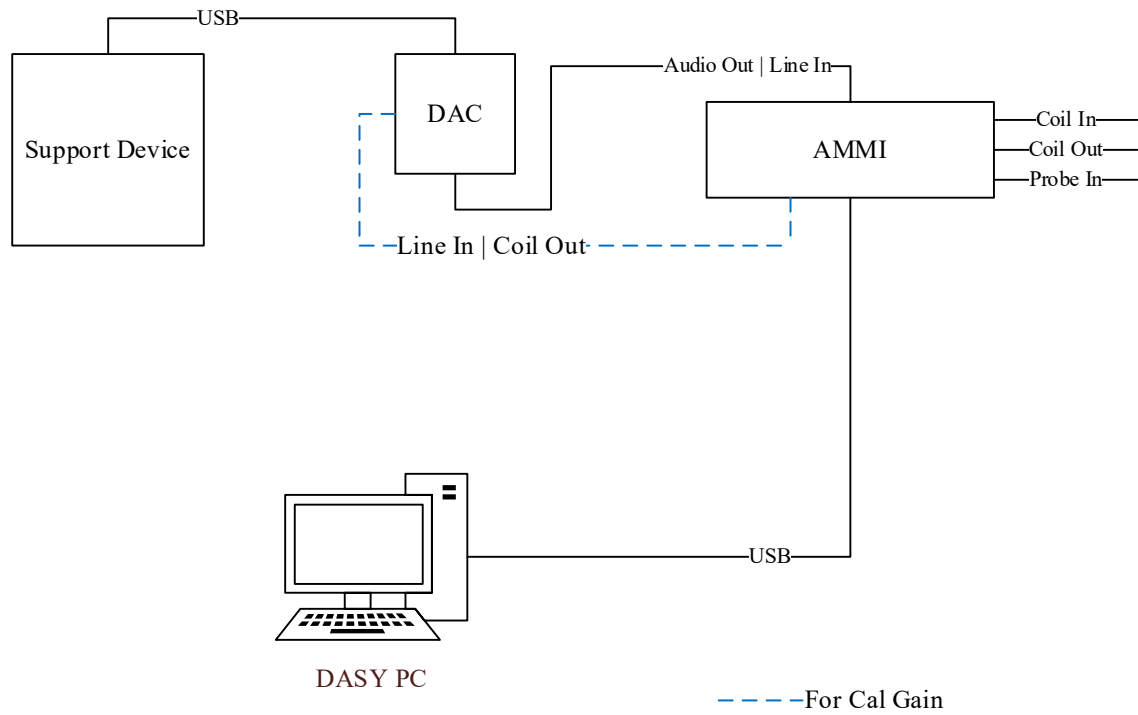 USB
Support Device
DAC
Audio Out | Line In
AMMI
Coil In
Coil Out
Probe In
Line In | Coil Out
USB
DASY PC
For Cal Gain